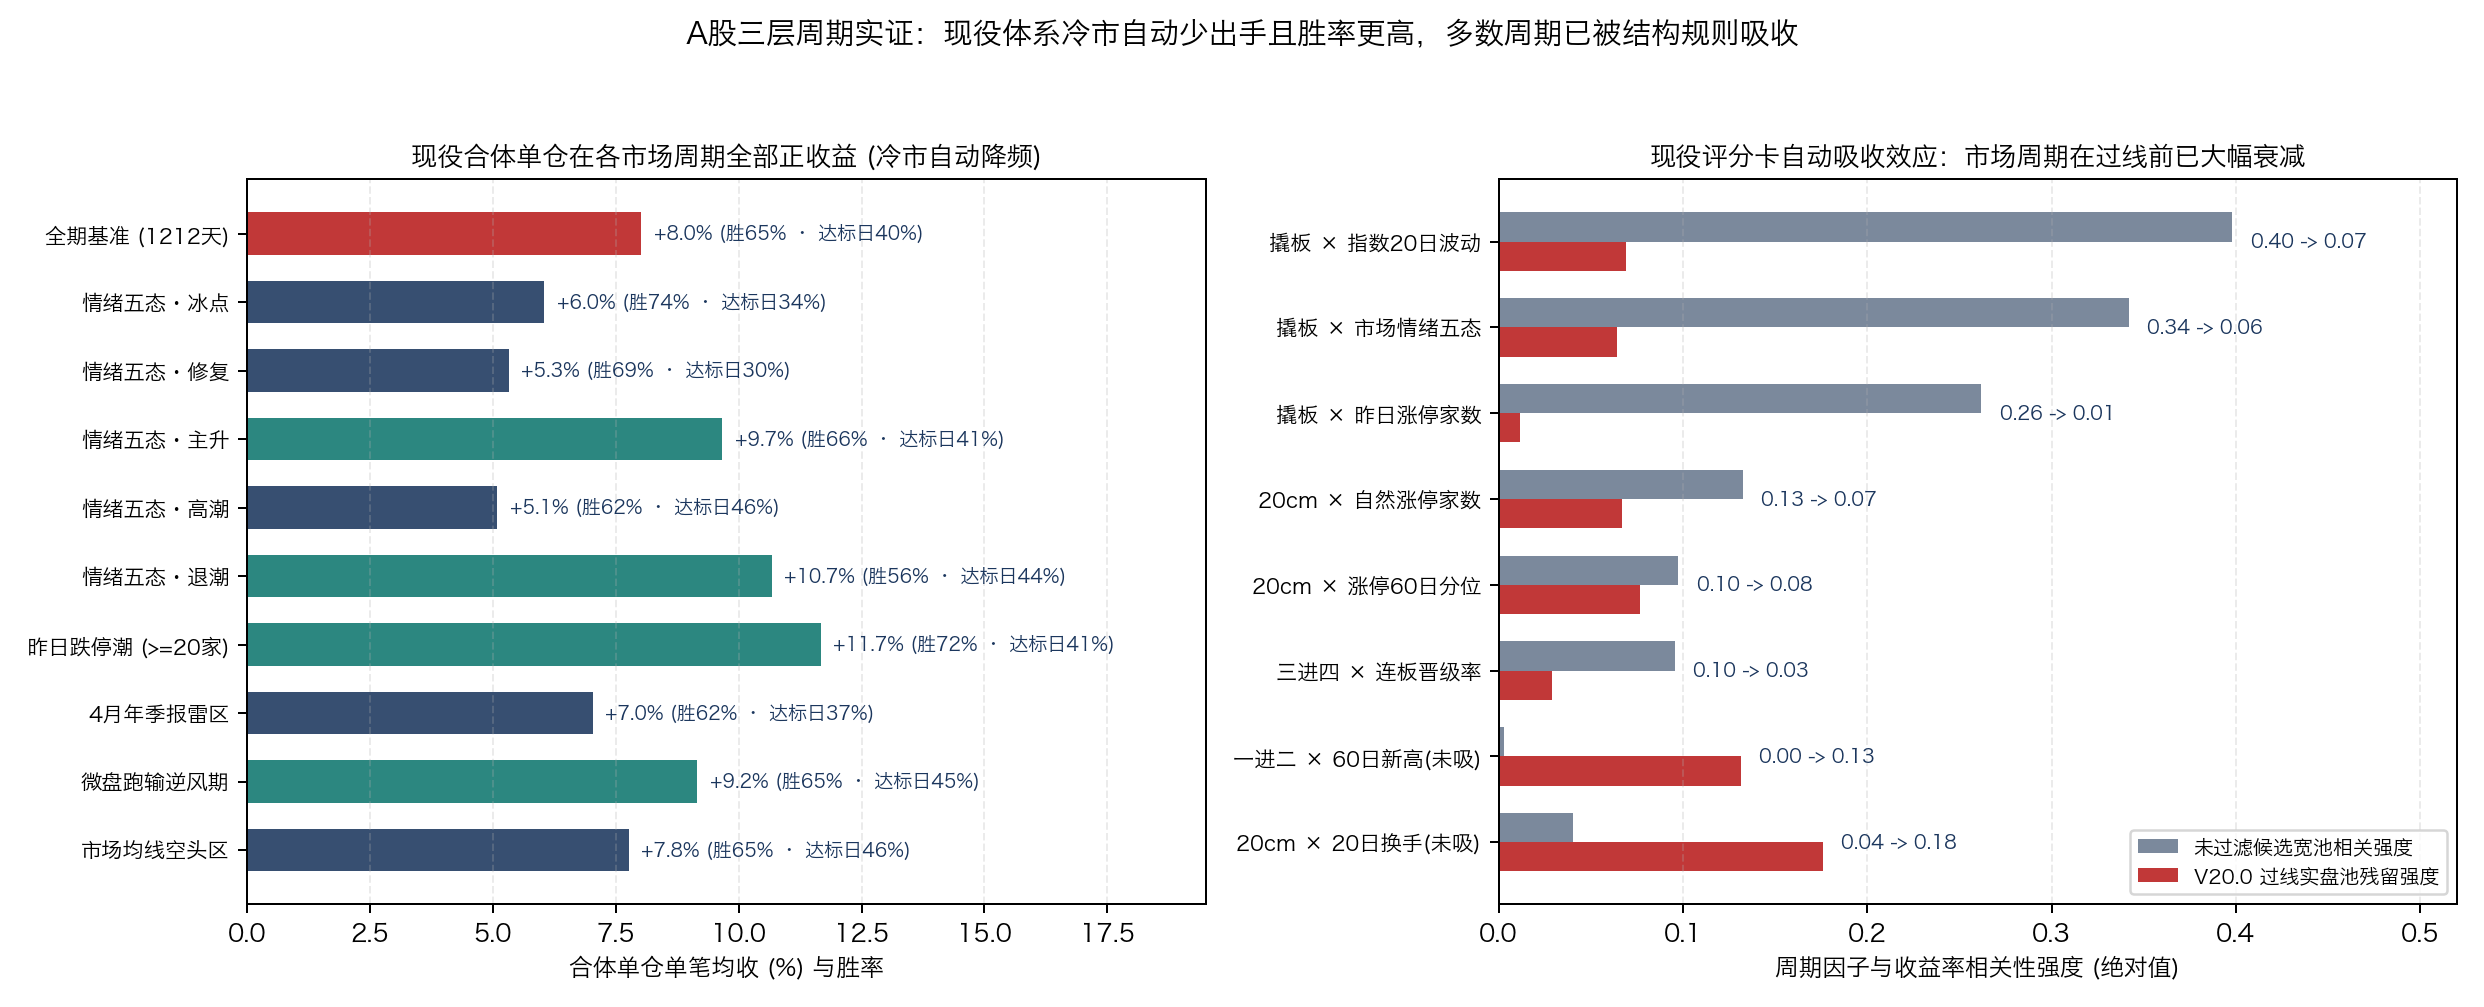 A股三层周期实证：现役体系冷市自动少出手且胜率更高，多数周期已被结构规则吸收
现役合体单仓在各市场周期全部正收益 (冷市自动降频)
全期基准 (1212天)
+8.0% (胜65% · 达标日40%)
情绪五态·冰点
+6.0% (胜74% · 达标日34%)
情绪五态·修复
+5.3% (胜69% · 达标日30%)
情绪五态·主升
+9.7% (胜66% · 达标日41%)
情绪五态·高潮
+5.1% (胜62% · 达标日46%)
情绪五态·退潮
+10.7% (胜56% · 达标日44%)
昨日跌停潮 (>=20家)
+11.7% (胜72% · 达标日41%)
4月年季报雷区
+7.0% (胜62% · 达标日37%)
微盘跑输逆风期
+9.2% (胜65% · 达标日45%)
市场均线空头区
+7.8% (胜65% · 达标日46%)
0.0 2.5 5.0 7.5 10.0 12.5 15.0 17.5
合体单仓单笔均收 (%) 与胜率
现役评分卡自动吸收效应：市场周期在过线前已大幅衰减
撬板 × 指数20日波动
0.40 -> 0.07
撬板 × 市场情绪五态
0.34 -> 0.06
撬板 × 昨日涨停家数
0.26 -> 0.01
20cm × 自然涨停家数
0.13 -> 0.07
20cm × 涨停60日分位
0.10 -> 0.08
三进四 × 连板晋级率
0.10 -> 0.03
一进二 × 60日新高(未吸)
0.00 -> 0.13
20cm × 20日换手(未吸)
0.04 -> 0.18
未过滤候选宽池相关强度
V20.0 过线实盘池残留强度
0.0 0.1 0.2 0.3 0.4 0.5
周期因子与收益率相关性强度 (绝对值)